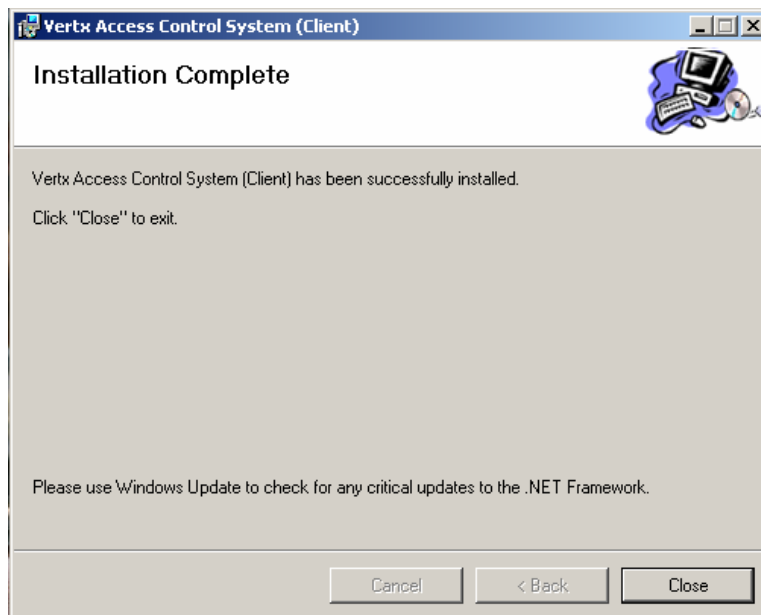 Vertx Access Control System (Client)
Installation Complete
Vertx Access Control System (Client) has been successfully installed.
Click "Close" to exit.
Please use Windows Update to check for any critical updates to the .NET Framework.
Cancel
< Back
Close